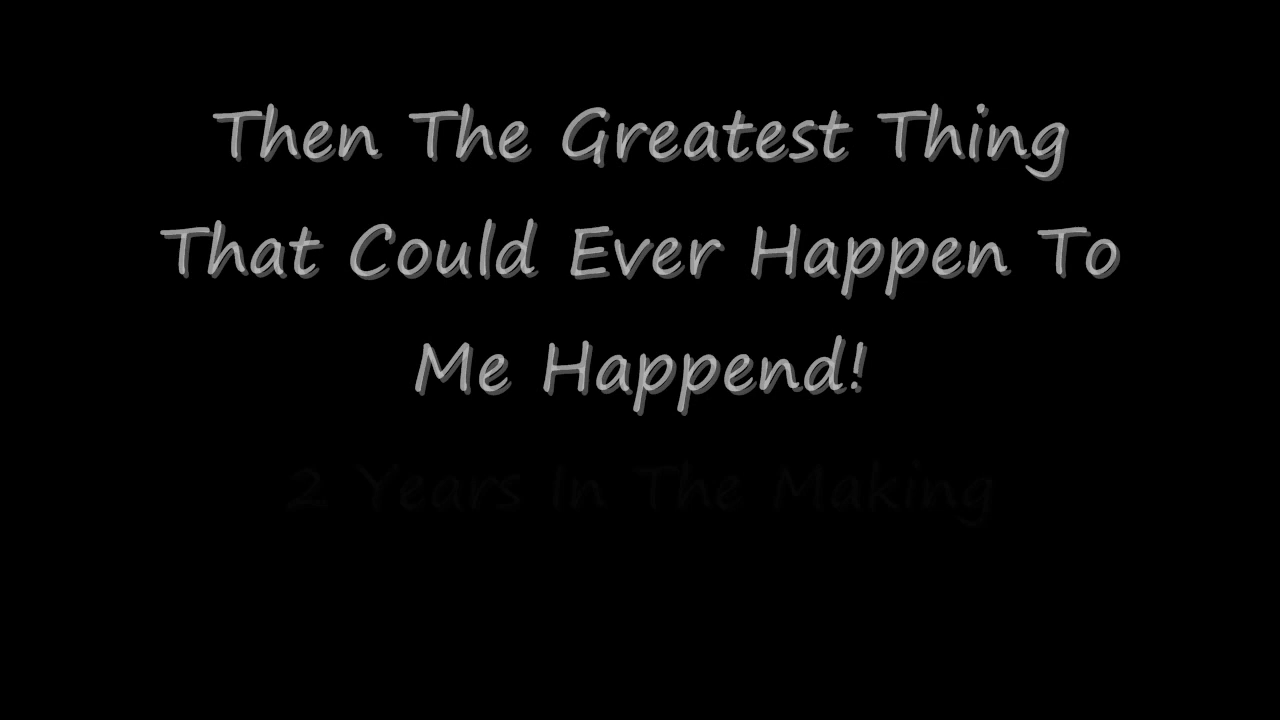 Then The Greatest Thing
That Could Ever Happen To
Me Happend!
2 Years In The Making